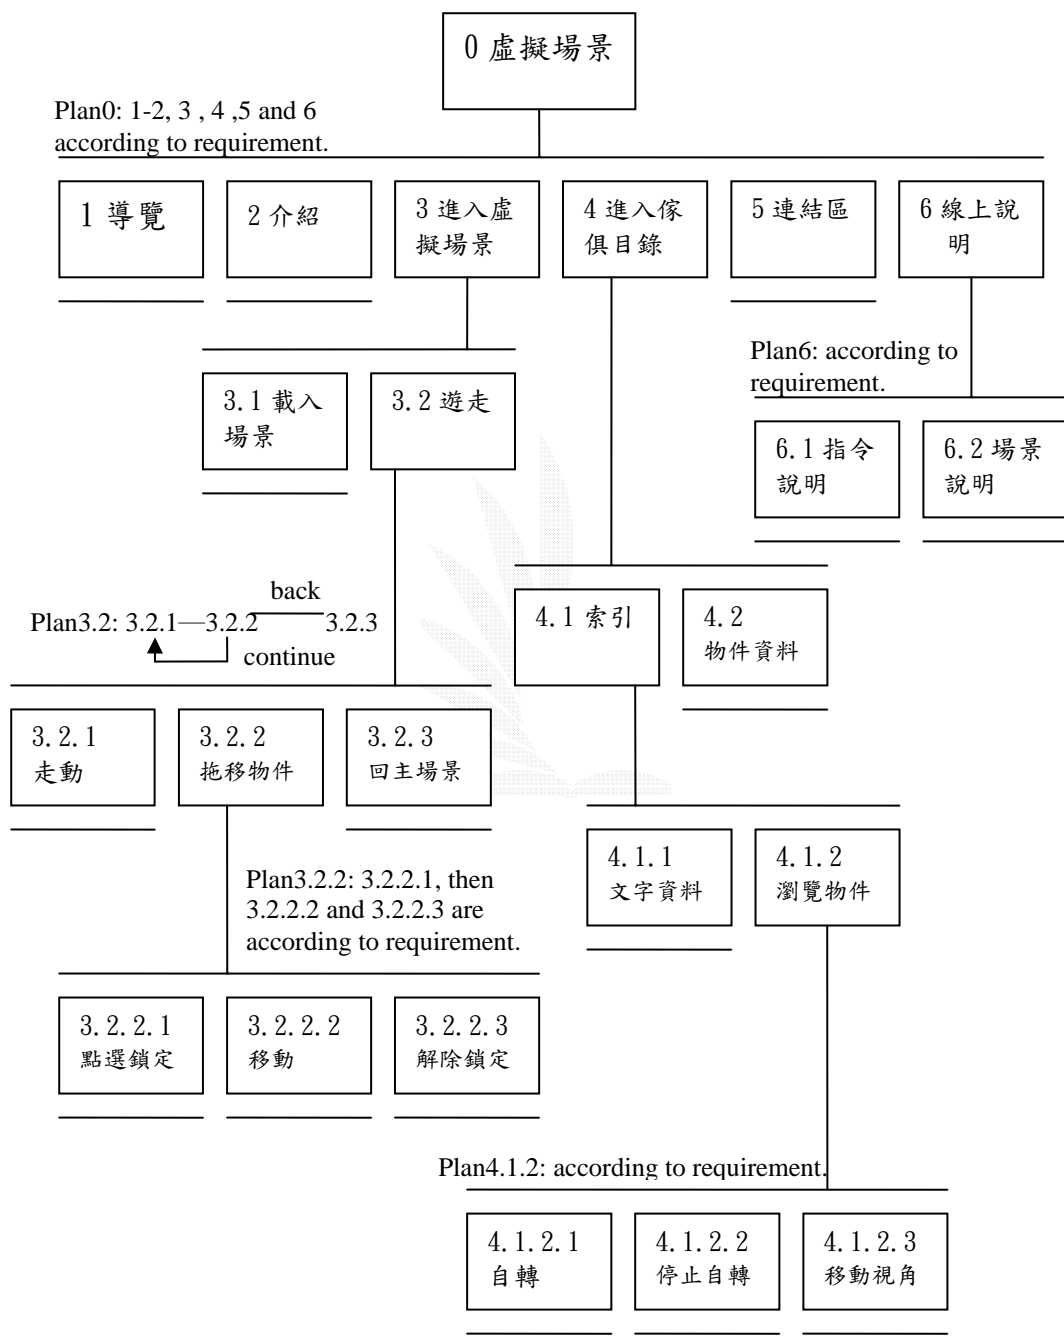 0 虛擬場景
Plan0: 1-2, 3 , 4 ,5 and 6
according to requirement.
1 導覽
2 介紹
3 進入虛
擬場景
4 進入傢
俱目錄
5 連結區
6 線上說
明
Plan6: according to
requirement.
3.1 載入
場景
3.2 遊走
6.1 指令
說明
6.2 場景
說明
back
Plan3.2: 3.2.1—3.2.2 3.2.3
continue
4.1 索引
4.2
物件資料
3.2.1
走動
3.2.2
拖移物件
3.2.3
回主場景
4.1.1
文字資料
4.1.2
瀏覽物件
Plan3.2.2: 3.2.2.1, then
3.2.2.2 and 3.2.2.3 are
according to requirement.
3.2.2.1
點選鎖定
3.2.2.2
移動
3.2.2.3
解除鎖定
Plan4.1.2: according to requirement.
4.1.2.1
自轉
4.1.2.2
停止自轉
4.1.2.3
移動視角